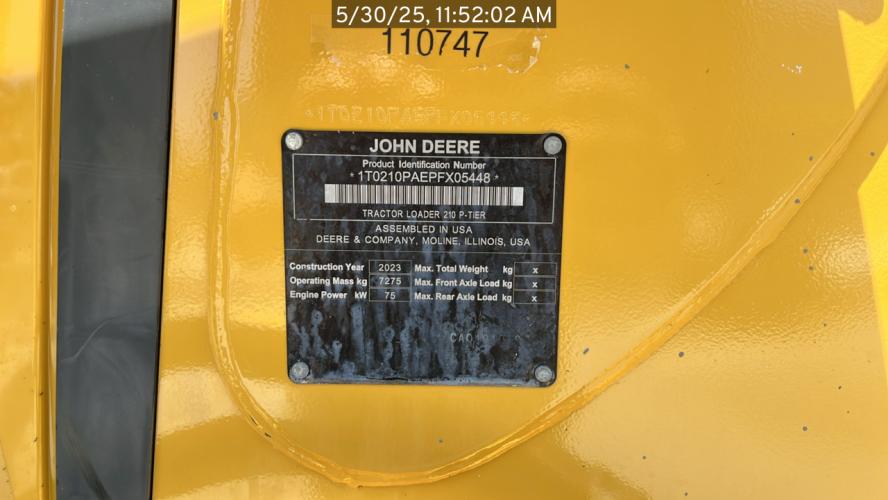 5/30/25, 11:52:02 AM
110747
*1T0210PAEPFX05448*
JOHN DEERE
Product Identification Number
*1T0210PAEPFX05448*
TRACTOR LOADER 210 P-TIER
ASSEMBLED IN USA
DEERE & COMPANY, MOLINE, ILLINOIS, USA
Construction Year 2023 Max. Total Weight kg x
Operating Mass kg 7275 Max. Front Axle Load kg x
Engine Power kW 75 Max. Rear Axle Load kg x